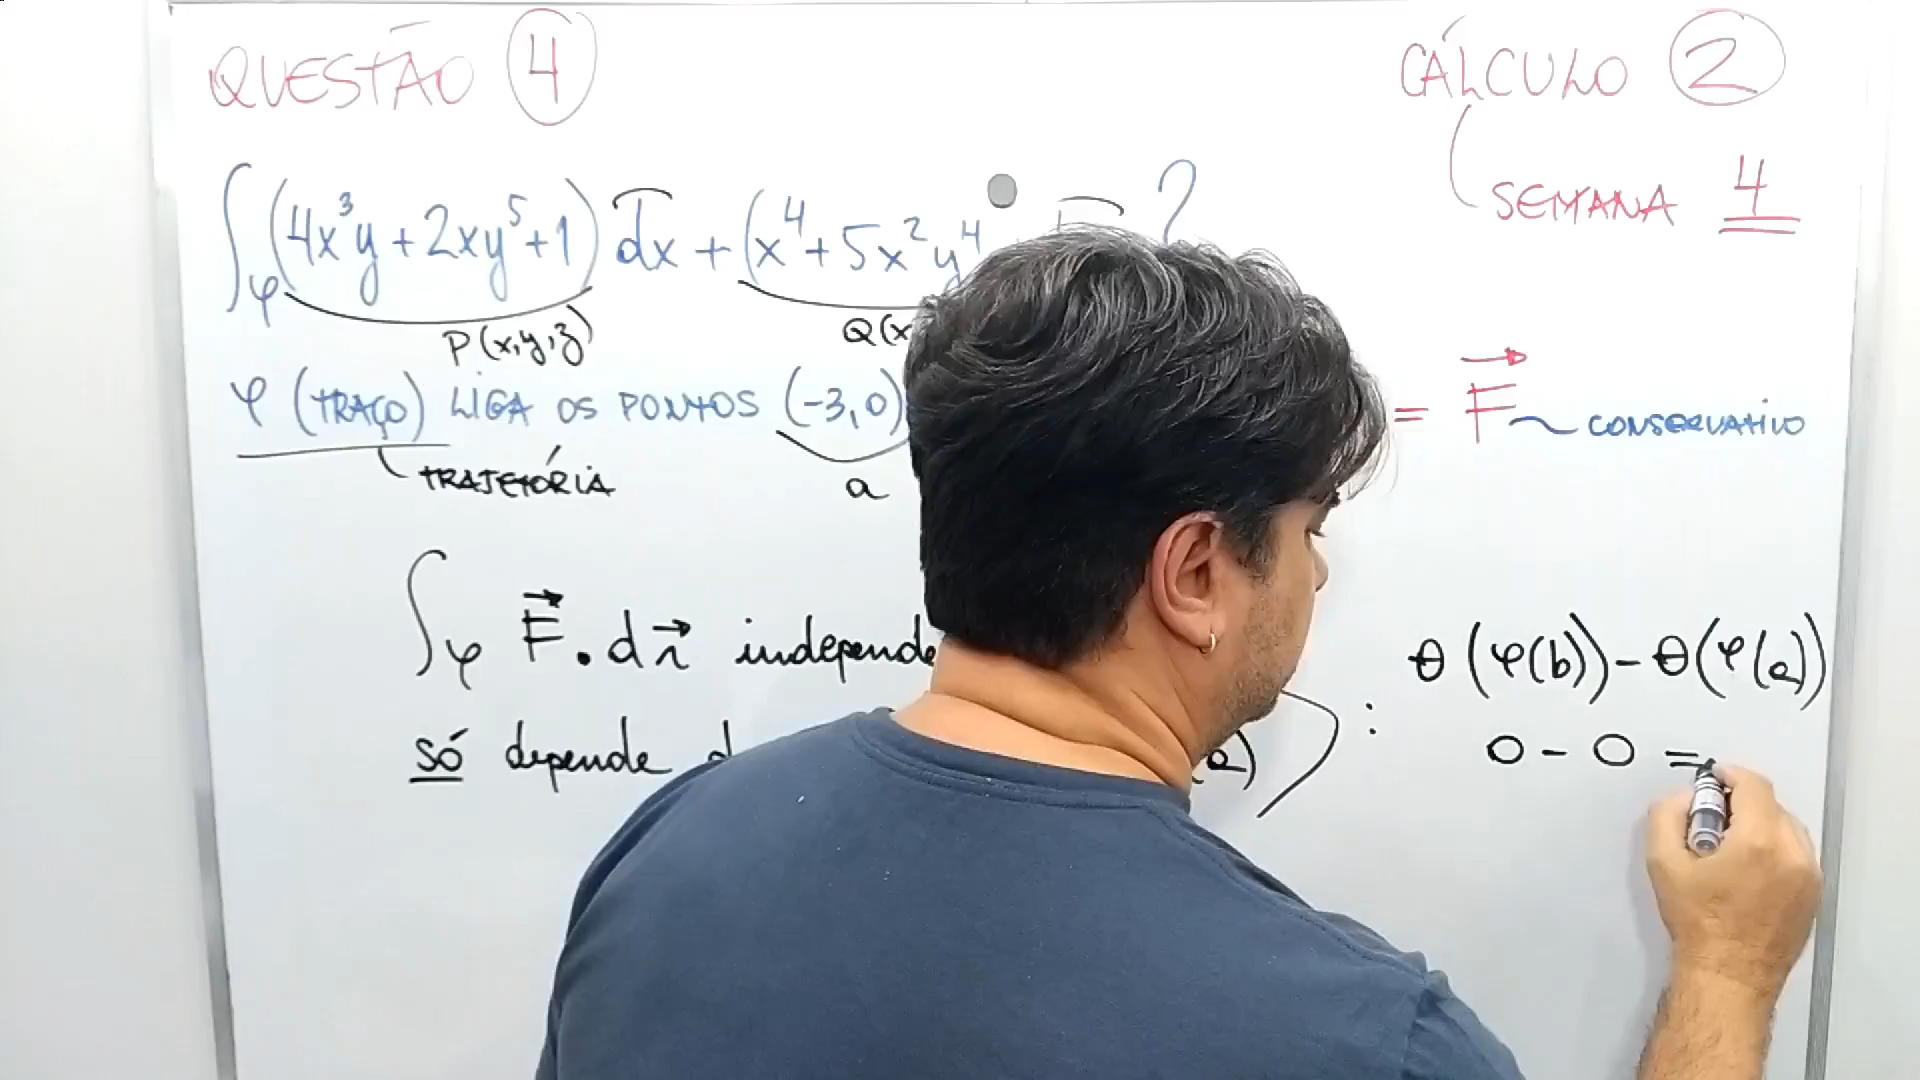 QUESTÃO 4
CÁLCULO 2
SEMANA 4
∫φ (4x³y + 2xy⁵ + 1) dx + (x⁴ + 5x²y⁴ ?
P(x,y,z)
Q(x
φ (TRAÇO) LIGA OS PONTOS (-3,0)
= F⃗ ~ CONSERVATIVO
TRAJETÓRIA
a
∫φ F⃗ . dr⃗ independe
só depende d
a) :
θ (φ(b)) - θ(φ(a))
0 - 0 =